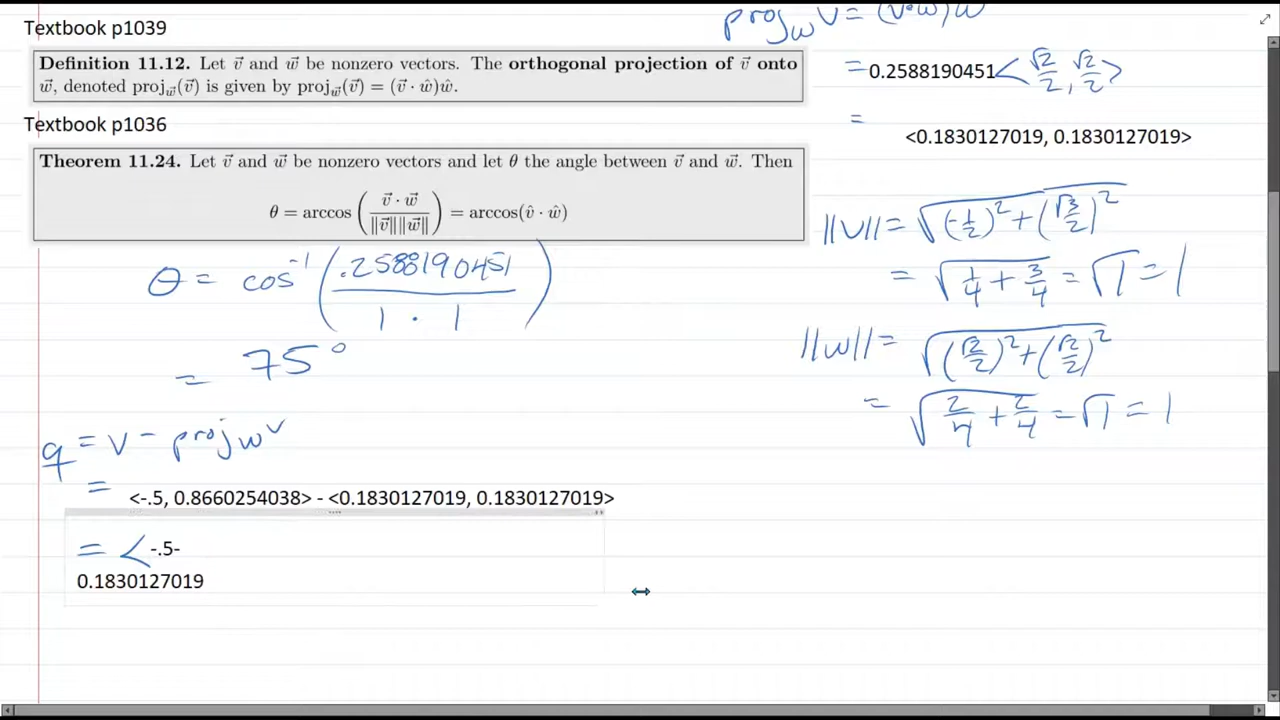 Textbook p1039
Definition 11.12. Let v⃗ and w⃗ be nonzero vectors. The orthogonal projection of v⃗ onto
w⃗, denoted proj_w⃗(v⃗) is given by proj_w⃗(v⃗) = (v⃗ · ŵ)ŵ.
Textbook p1036
Theorem 11.24. Let v⃗ and w⃗ be nonzero vectors and let θ the angle between v⃗ and w⃗. Then
θ = arccos( v⃗ · w⃗ / ‖v⃗‖‖w⃗‖ ) = arccos(v̂ · ŵ)
θ = cos⁻¹( .2588190451 / 1 · 1 )
= 75°
q = v - proj_w v
= <-.5, 0.8660254038> - <0.1830127019, 0.1830127019>
= < -.5-
0.1830127019
proj_w v = (v·w)w
= 0.2588190451 < √2/2, √2/2 >
=
<0.1830127019, 0.1830127019>
||v|| = √((-1/2)² + (√3/2)²)
= √(1/4 + 3/4) = √1 = 1
||w|| = √((√2/2)² + (√2/2)²)
= √(2/4 + 2/4) = √1 = 1